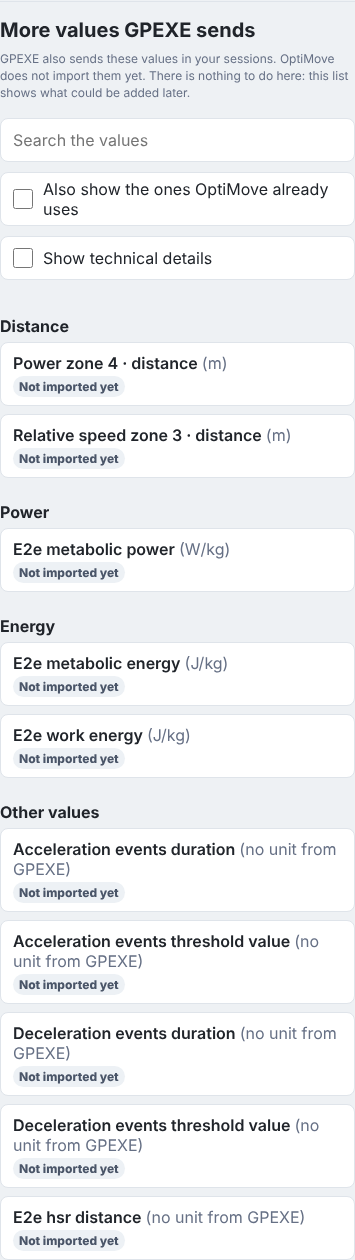 More values GPEXE sends
GPEXE also sends these values in your sessions. OptiMove
does not import them yet. There is nothing to do here: this list
shows what could be added later.
Search the values
Also show the ones OptiMove already
uses
Show technical details
Distance
Power zone 4 · distance (m)
Not imported yet
Relative speed zone 3 · distance (m)
Not imported yet
Power
E2e metabolic power (W/kg)
Not imported yet
Energy
E2e metabolic energy (J/kg)
Not imported yet
E2e work energy (J/kg)
Not imported yet
Other values
Acceleration events duration (no unit from
GPEXE)
Not imported yet
Acceleration events threshold value (no
unit from GPEXE)
Not imported yet
Deceleration events duration (no unit from
GPEXE)
Not imported yet
Deceleration events threshold value (no
unit from GPEXE)
Not imported yet
E2e hsr distance (no unit from GPEXE)
Not imported yet